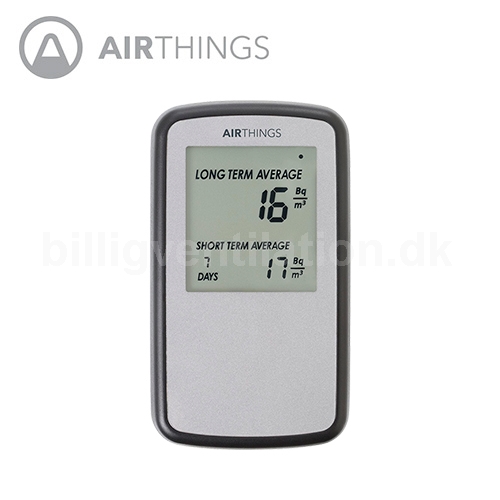 AIRTHINGS
AIRTHINGS
LONG TERM AVERAGE
16 Bq/m³
billigventilation.dk
SHORT TERM AVERAGE
7 DAYS 17 Bq/m³